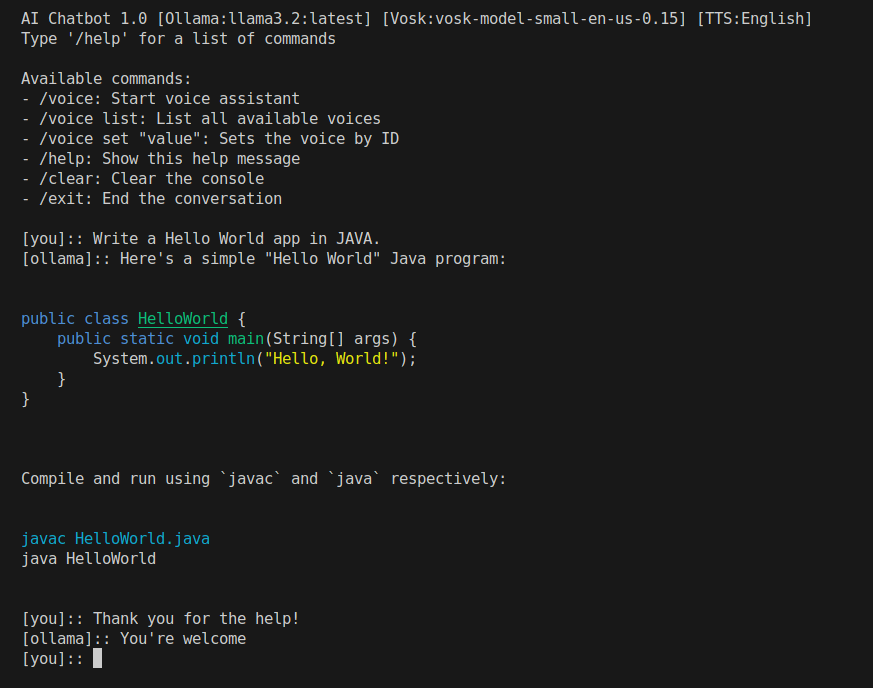 AI Chatbot 1.0 [Ollama:llama3.2:latest] [Vosk:vosk-model-small-en-us-0.15] [TTS:English]
Type '/help' for a list of commands
Available commands:
- /voice: Start voice assistant
- /voice list: List all available voices
- /voice set "value": Sets the voice by ID
- /help: Show this help message
- /clear: Clear the console
- /exit: End the conversation
[you]:: Write a Hello World app in JAVA.
[ollama]:: Here's a simple "Hello World" Java program:
public class HelloWorld {
    public static void main(String[] args) {
        System.out.println("Hello, World!");
    }
}
Compile and run using `javac` and `java` respectively:
javac HelloWorld.java
java HelloWorld
[you]:: Thank you for the help!
[ollama]:: You're welcome
[you]::